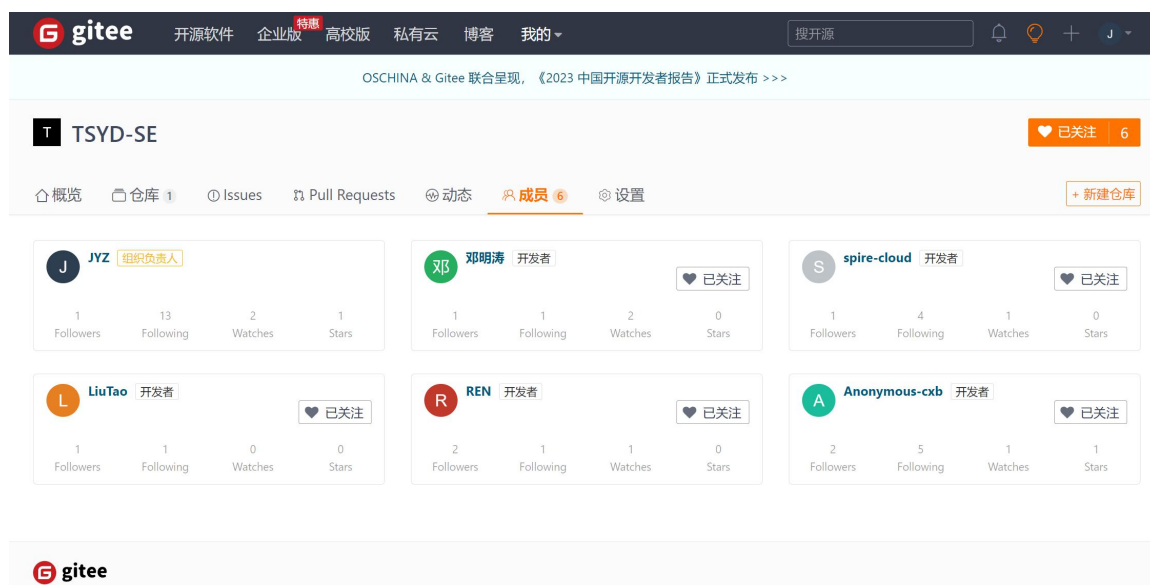 gitee 开源软件 企业版 特惠 高校版 私有云 博客 我的 搜开源 J
OSCHINA & Gitee 联合呈现，《2023 中国开源开发者报告》正式发布 >>>
T TSYD-SE 已关注 6
概览 仓库 1 Issues Pull Requests 动态 成员 6 设置 + 新建仓库
J JYZ 组织负责人
1 13 2 1
Followers Following Watches Stars
邓 邓明涛 开发者 已关注
1 1 2 0
Followers Following Watches Stars
S spire-cloud 开发者 已关注
1 4 1 0
Followers Following Watches Stars
L LiuTao 开发者 已关注
1 1 0 0
Followers Following Watches Stars
R REN 开发者 已关注
2 1 1 0
Followers Following Watches Stars
A Anonymous-cxb 开发者 已关注
2 5 1 1
Followers Following Watches Stars
gitee